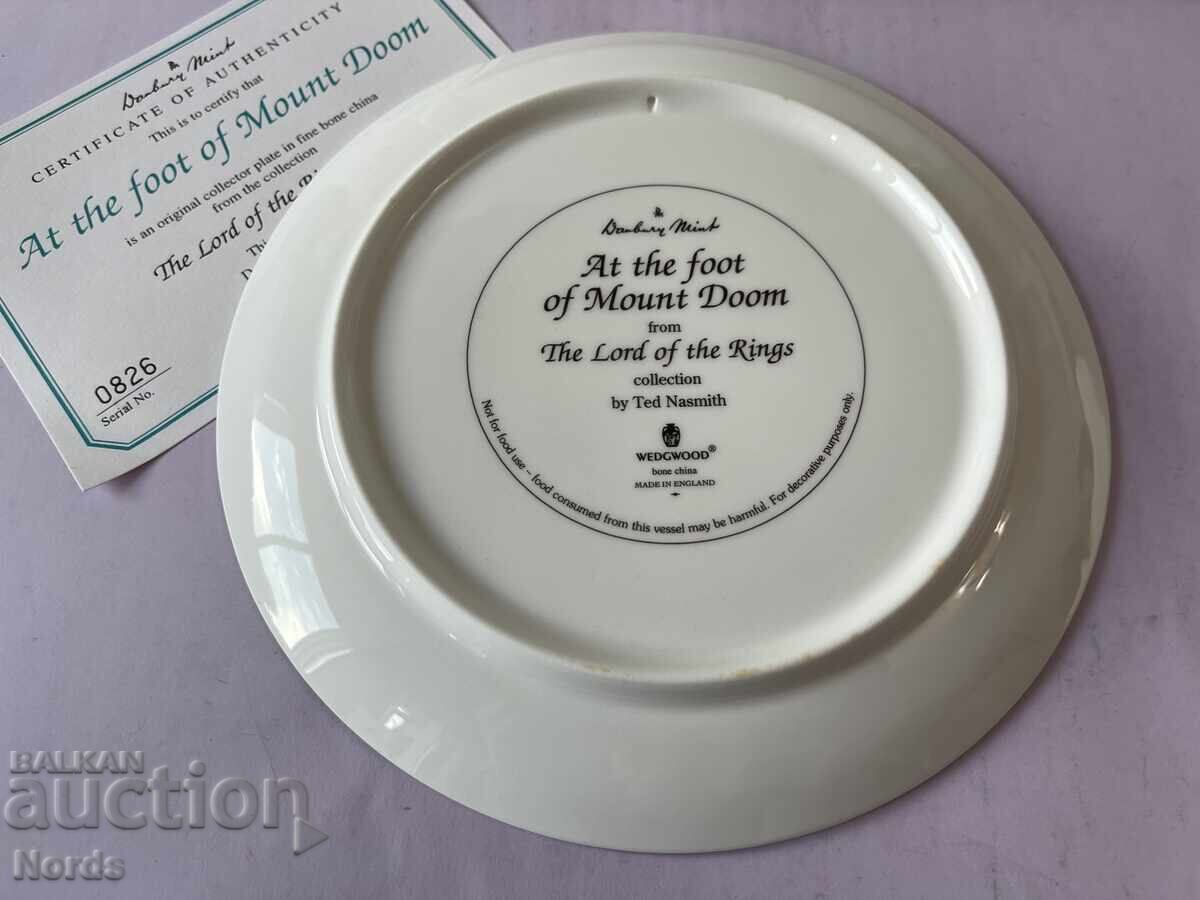 The Danbury Mint
CERTIFICATE OF AUTHENTICITY
This is to certify that
At the foot of Mount Doom
is an original collector plate in fine bone china
from the collection
The Lord of the
0826
Serial No.
The Danbury Mint
At the foot
of Mount Doom
from
The Lord of the Rings
collection
by Ted Nasmith
WEDGWOOD®
bone china
MADE IN ENGLAND
Not for food use – food consumed from this vessel may be harmful. For decorative purposes only.
BALKAN
auction
Nords